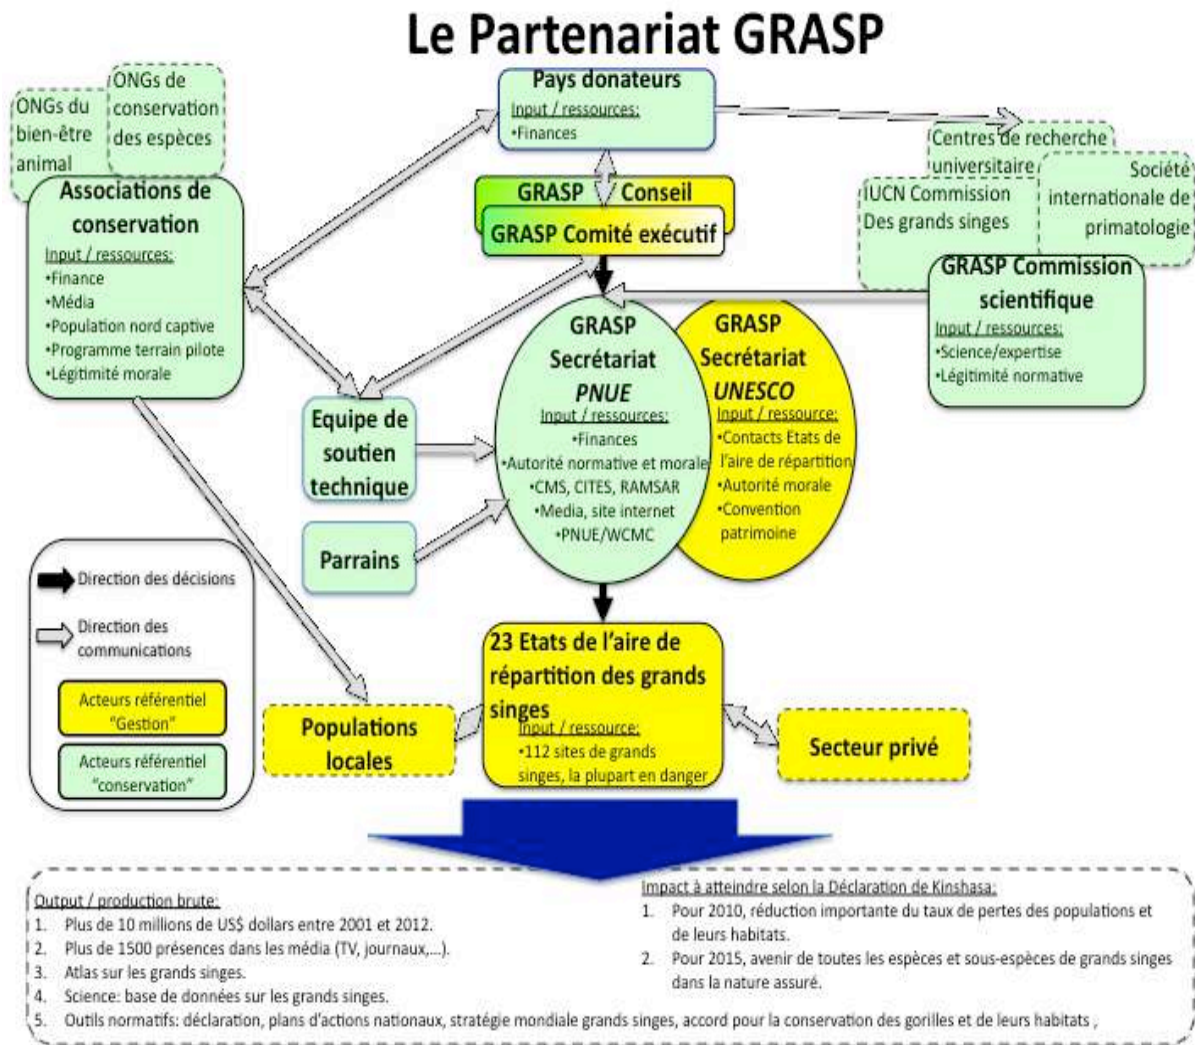 Le Partenariat GRASP
ONGs du
bien-être
animal
ONGs de
conservation
des espèces
Associations de
conservation
Input / ressources:
•Finance
•Média
•Population nord captive
•Programme terrain pilote
•Légitimité morale
Pays donateurs
Input / ressources:
•Finances
GRASP Conseil
GRASP Comité exécutif
Centres de recherche
universitaire
IUCN Commission
Des grands singes
Société
internationale de
primatologie
GRASP Commission
scientifique
Input / ressources:
•Science/expertise
•Légitimité normative
GRASP
Secrétariat
PNUE
Input / ressources:
•Finances
•Autorité normative et morale
•CMS, CITES, RAMSAR
•Media, site internet
•PNUE/WCMC
GRASP
Secrétariat
UNESCO
Input / ressource:
•Contacts Etats de
l'aire de répartition
•Autorité morale
•Convention
patrimoine
Equipe de
soutien
technique
Parrains
Direction des décisions
Direction des
communications
Acteurs référentiel
"Gestion"
Acteurs référentiel
"conservation"
23 Etats de l'aire de
répartition des grands
singes
Input / ressource:
•112 sites de grands
singes, la plupart en danger
Populations
locales
Secteur privé
Output / production brute:
1. Plus de 10 millions de US$ dollars entre 2001 et 2012.
2. Plus de 1500 présences dans les média (TV, journaux,...).
3. Atlas sur les grands singes.
4. Science: base de données sur les grands singes.
5. Outils normatifs: déclaration, plans d'actions nationaux, stratégie mondiale grands singes, accord pour la conservation des gorilles et de leurs habitats ,
Impact à atteindre selon la Déclaration de Kinshasa:
1. Pour 2010, réduction importante du taux de pertes des populations et
de leurs habitats.
2. Pour 2015, avenir de toutes les espèces et sous-espèces de grands singes
dans la nature assuré.